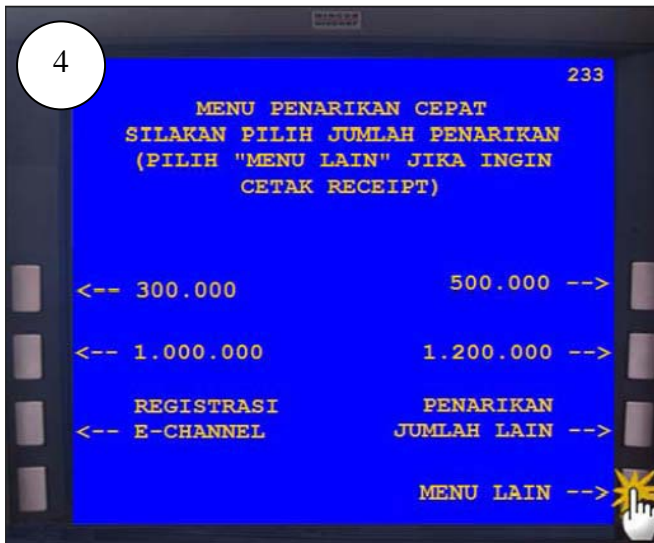 4
233
MENU PENARIKAN CEPAT
SILAKAN PILIH JUMLAH PENARIKAN
(PILIH "MENU LAIN" JIKA INGIN
CETAK RECEIPT)
<-- 300.000
500.000 -->
<-- 1.000.000
1.200.000 -->
REGISTRASI
<-- E-CHANNEL
PENARIKAN
JUMLAH LAIN -->
MENU LAIN -->